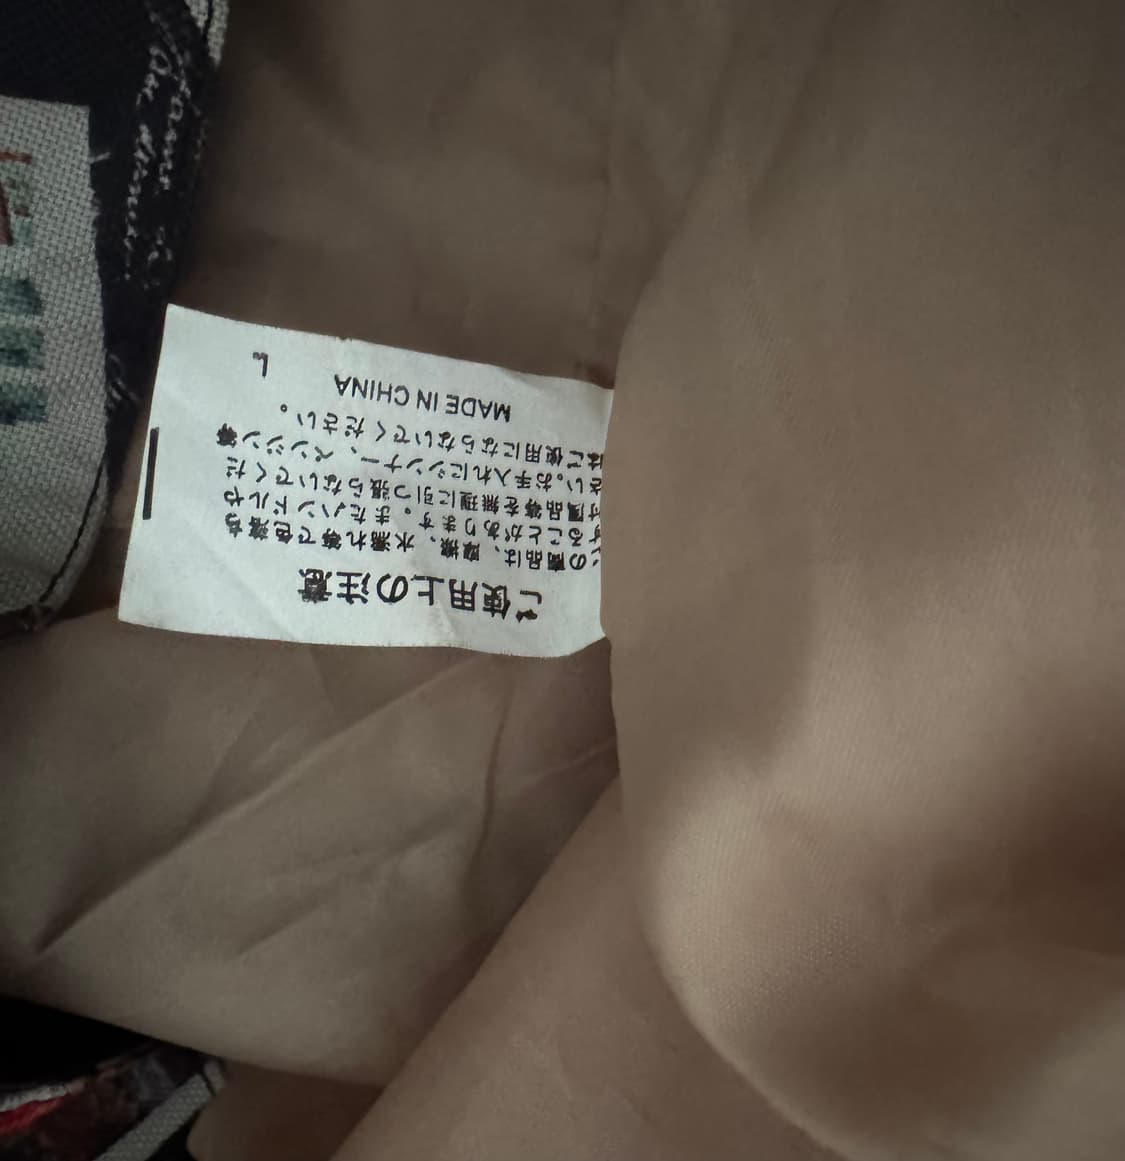 ご使用上の注意
この商品は、摩擦、水濡れ等で色落ち
することがあります。またハンドルや
付属品等を無理に引っ張らないでくだ
さい。お手入れにシンナー、ベンジン等
はご使用にならないでください。
MADE IN CHINA
L